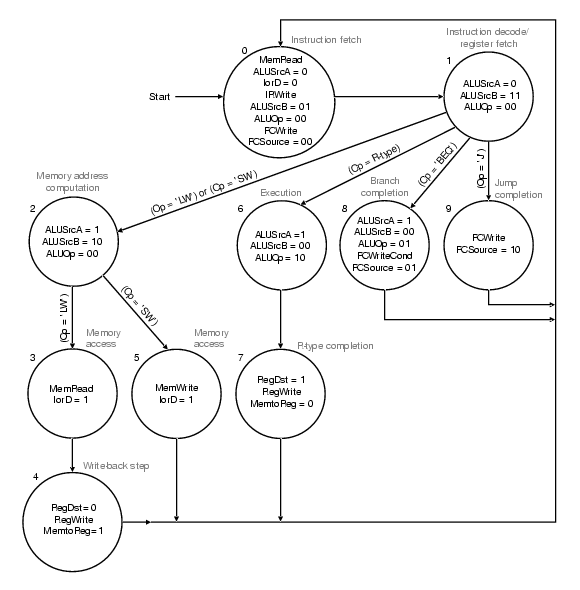 Instruction fetch
0
MemRead
ALUSrcA = 0
IorD = 0
IRWrite
ALUSrcB = 01
ALUOp = 00
PCWrite
PCSource = 00
Start
Instruction decode/
register fetch
1
ALUSrcA = 0
ALUSrcB = 11
ALUOp = 00
(Op = 'LW') or (Op = 'SW')
(Op = R-type)
(Op = 'BEQ')
(Op = 'J')
Memory address
computation
2
ALUSrcA = 1
ALUSrcB = 10
ALUOp = 00
Execution
6
ALUSrcA =1
ALUSrcB = 00
ALUOp = 10
Branch
completion
8
ALUSrcA = 1
ALUSrcB = 00
ALUOp = 01
PCWriteCond
PCSource = 01
Jump
completion
9
PCWrite
PCSource = 10
(Op = 'LW')
(Op = 'SW')
Memory
access
3
MemRead
IorD = 1
Memory
access
5
MemWrite
IorD = 1
R-type completion
7
RegDst = 1
RegWrite
MemtoReg = 0
Write-back step
4
RegDst= 0
RegWrite
MemtoReg= 1